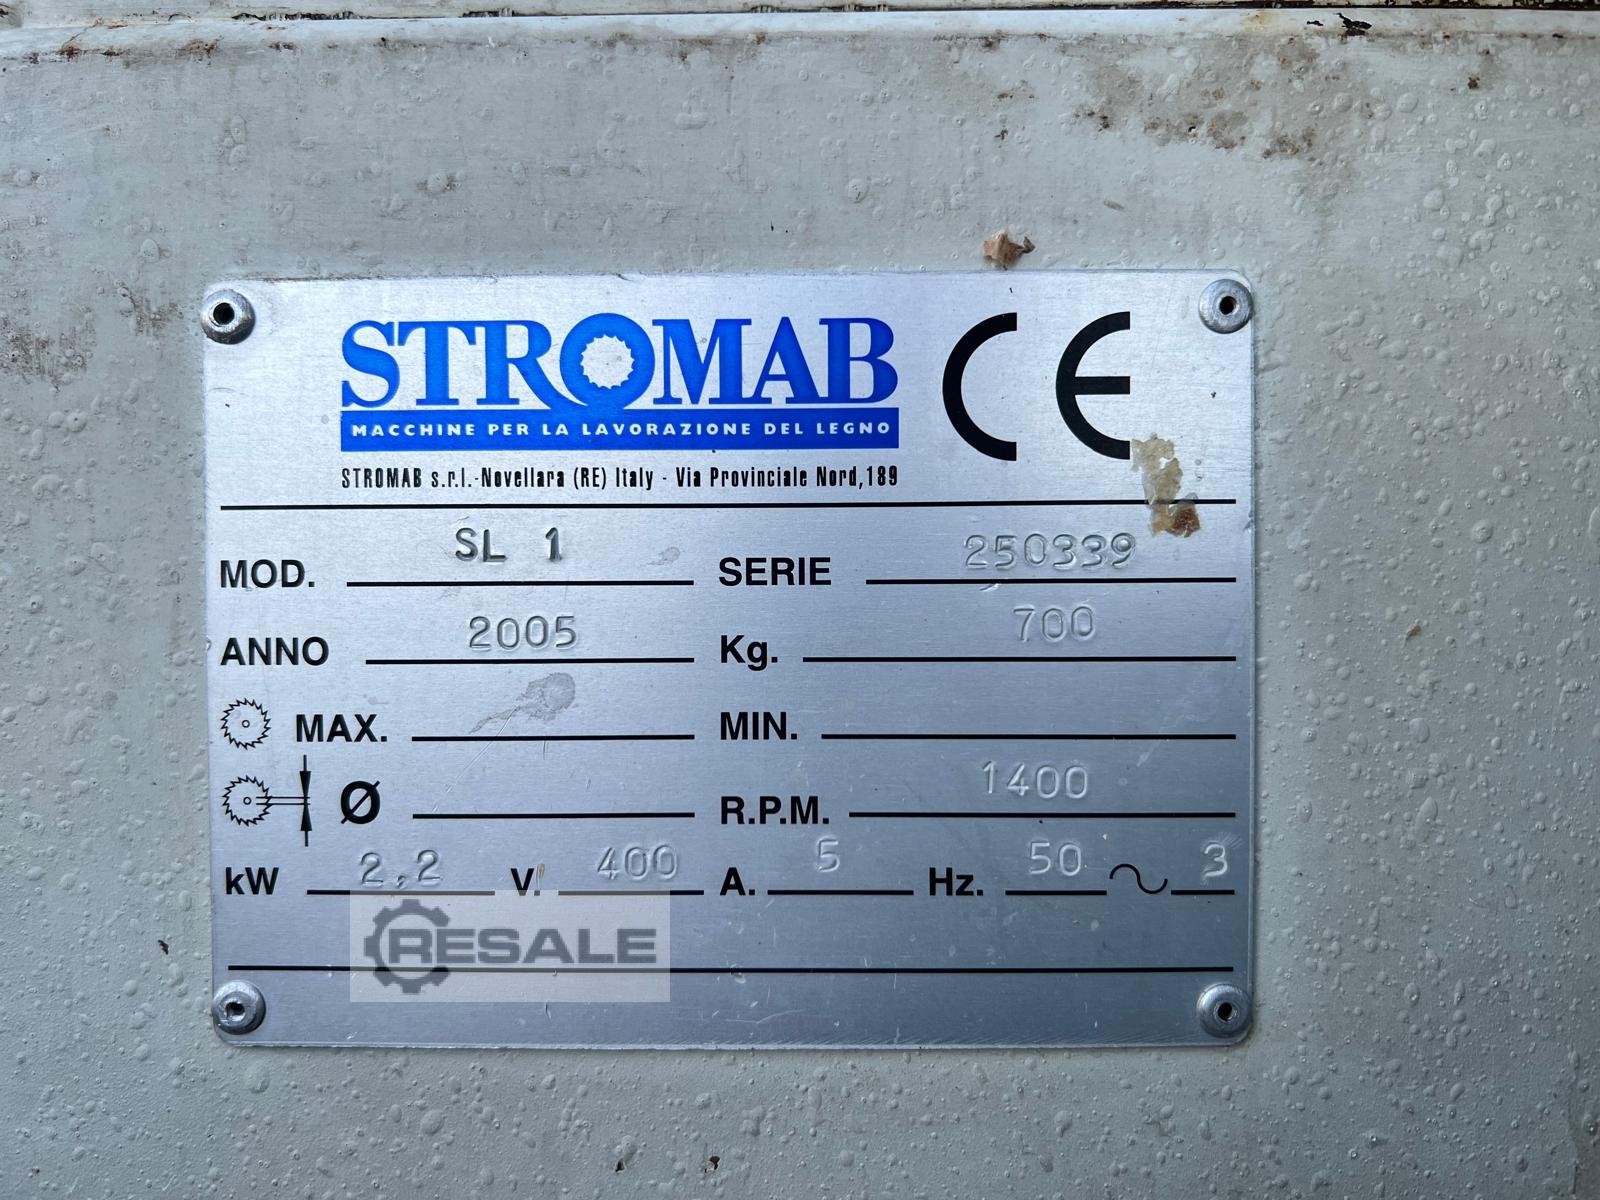 STROMAB CE
MACCHINE PER LA LAVORAZIONE DEL LEGNO
STROMAB s.r.l.-Novellara (RE) Italy - Via Provinciale Nord,189
MOD. SL 1 SERIE 250339
ANNO 2005 Kg. 700
MAX. MIN.
Ø R.P.M. 1400
kW 2,2 V. 400 A. 5 Hz. 50 ~ 3
RESALE